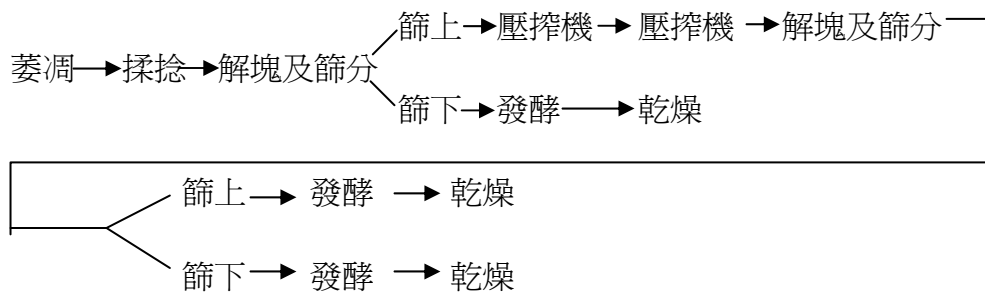 篩上 壓搾機 壓搾機 解塊及篩分
萎凋 揉捻 解塊及篩分
篩下 發酵 乾燥
篩上 發酵 乾燥
篩下 發酵 乾燥